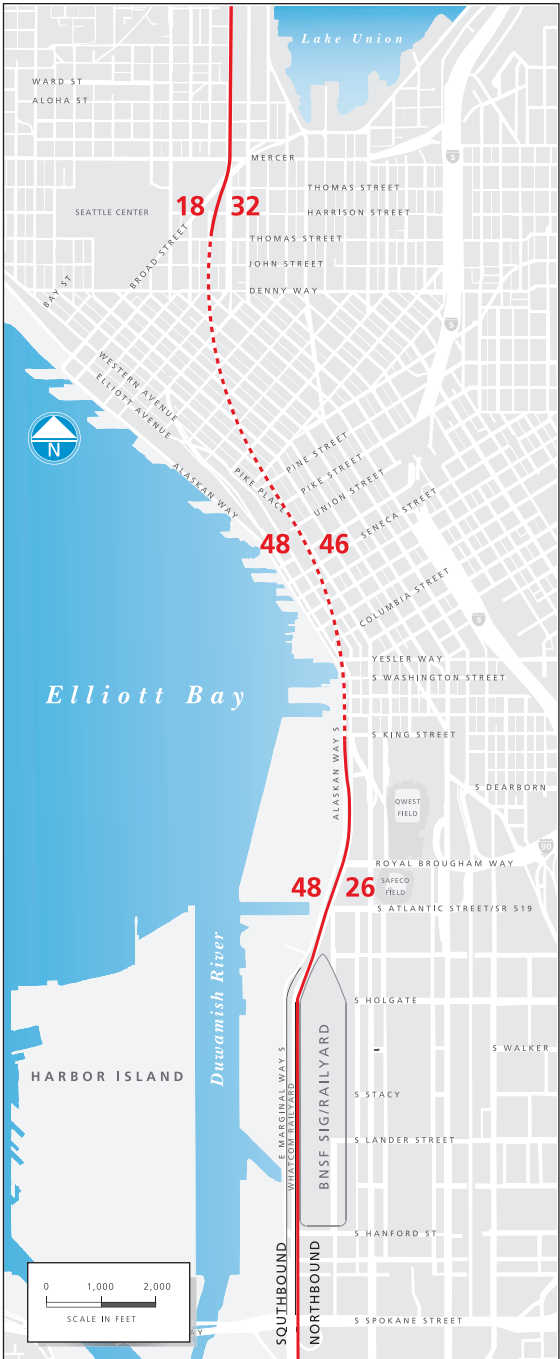 Lake Union
WARD ST
ALOHA ST
MERCER
5
THOMAS STREET
SEATTLE CENTER
18 32
HARRISON STREET
BROAD STREET
THOMAS STREET
JOHN STREET
DENNY WAY
BAY ST
5
WESTERN AVENUE
ELLIOTT AVENUE
N
PINE STREET
PIKE STREET
UNION STREET
PIKE PLACE
ALASKAN WAY
SENECA STREET
48 46
COLUMBIA STREET
5
YESLER WAY
S WASHINGTON STREET
Elliott Bay
S KING STREET
ALASKAN WAY S
S DEARBORN
QWEST
FIELD
90
ROYAL BROUGHAM WAY
48 26
SAFECO
FIELD
S ATLANTIC STREET/SR 519
Duwamish River
S HOLGATE
S WALKER
HARBOR ISLAND
E MARGINAL WAY S
WHATCOM RAILYARD
BNSF SIG/RAILYARD
S STACY
S LANDER STREET
S HANFORD ST
SOUTHBOUND
NORTHBOUND
0 1,000 2,000
SCALE IN FEET
S SPOKANE STREET
AY